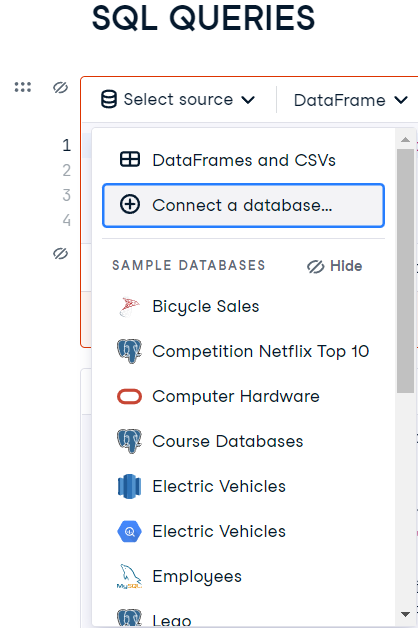 SQL QUERIES
Select source DataFrame
1
2
3
4
DataFrames and CSVs
Connect a database...
SAMPLE DATABASES Hide
Bicycle Sales
Competition Netflix Top 10
Computer Hardware
Course Databases
Electric Vehicles
Electric Vehicles
MySQL Employees
Lego